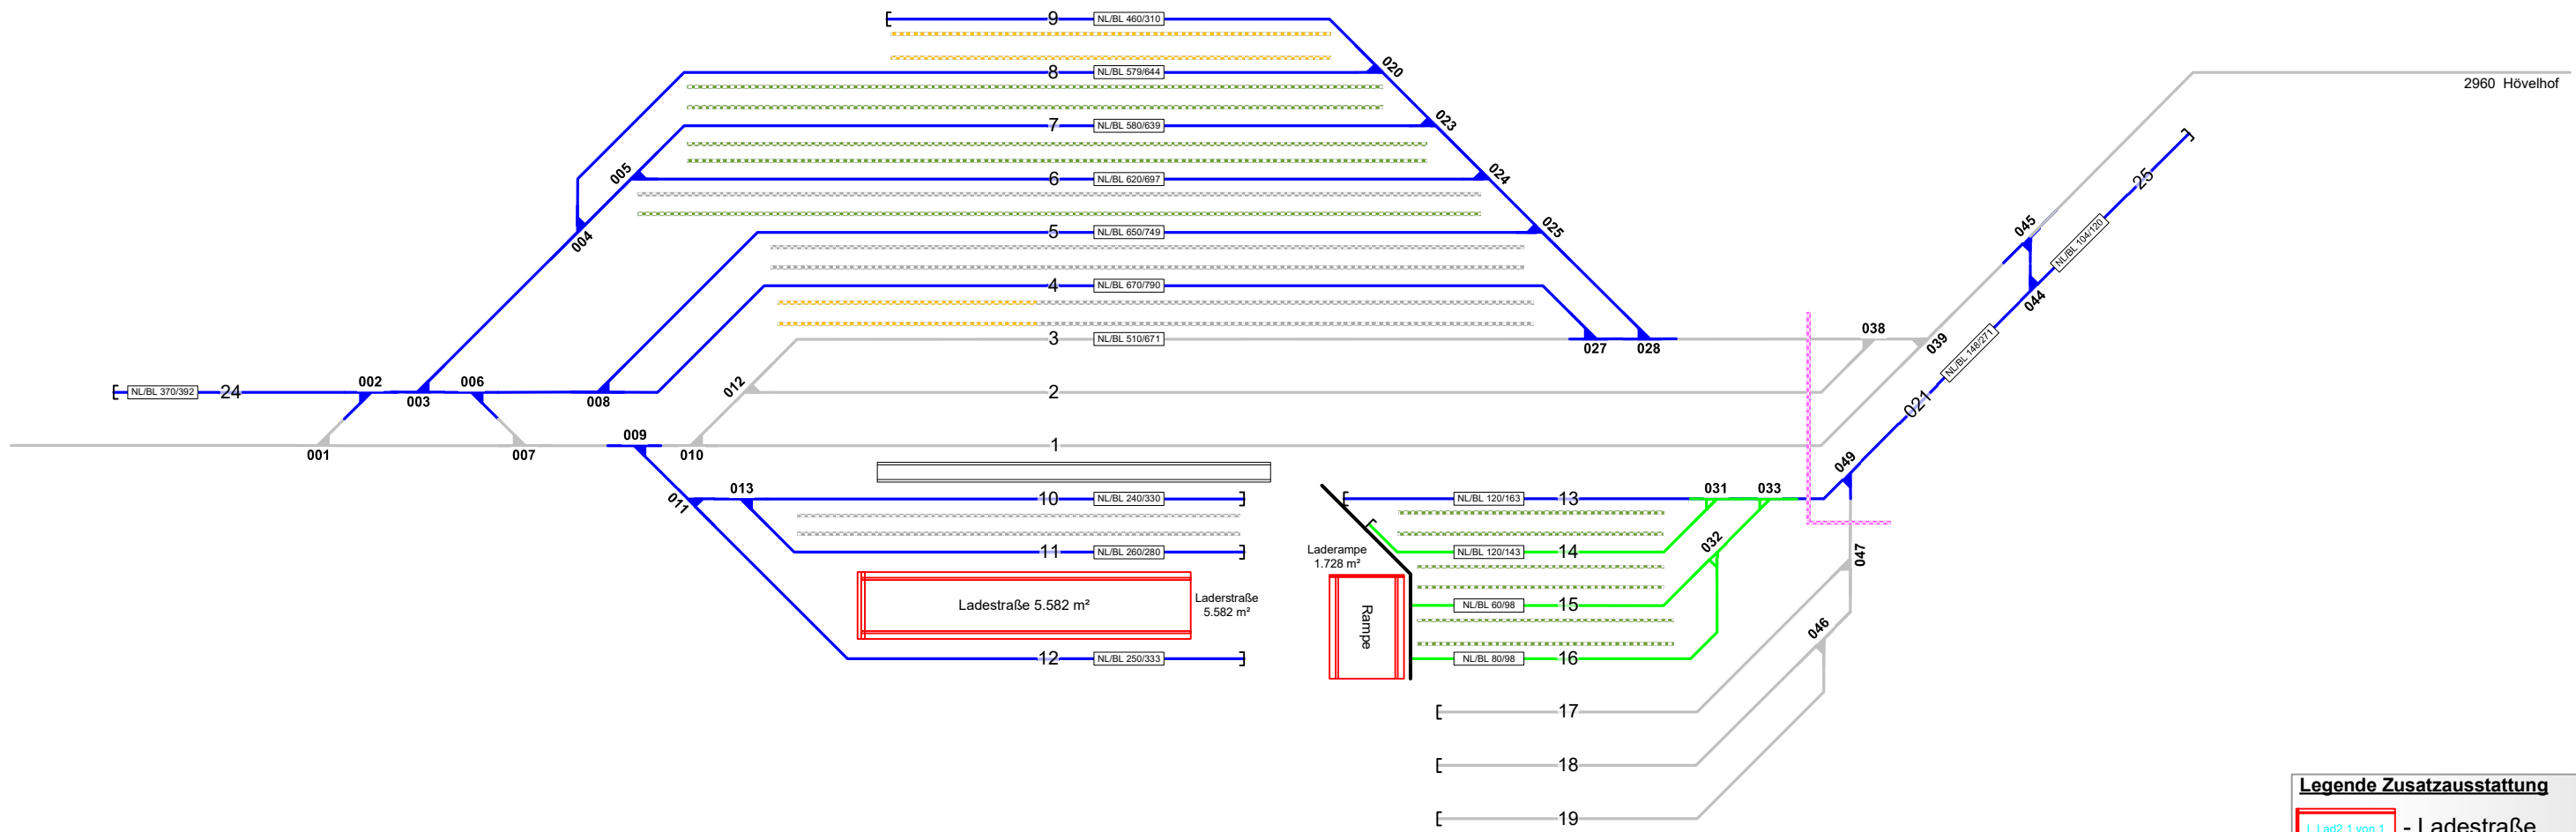 9 NL/BL 460/310
020
8 NL/BL 579/644
2960 Hövelhof
7 NL/BL 580/639
023
005
6 NL/BL 620/697
024
25
004
5 NL/BL 650/749
025
045
NL/BL 104/120
4 NL/BL 670/790
044
3 NL/BL 510/671
027 028
038
039
NL/BL 148/271
NL/BL 370/392 24
002
003
006
008
012
2
021
001
007
009
010
1
049
011
013
10 NL/BL 240/330
NL/BL 120/163 13
031
033
032
047
11 NL/BL 260/280
Laderampe
1.728 m²
NL/BL 120/143 14
Ladestraße 5.582 m²
Laderstraße
5.582 m²
Rampe
NL/BL 60/98 15
046
12 NL/BL 250/333
NL/BL 80/98 16
17
18
19
Legende Zusatzausstattung
L Lad2 1 von 1
- Ladestraße